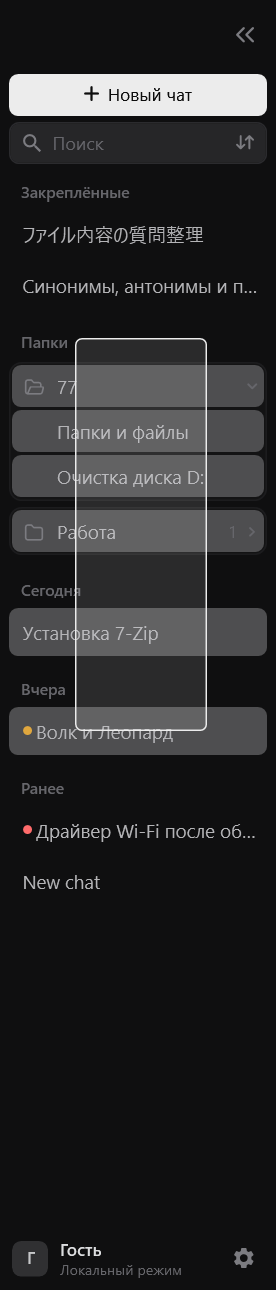 Новый чат
Поиск
Закреплённые
ファイル内容の質問整理
Синонимы, антонимы и п...
Папки
77
Папки и файлы
Очистка диска D:
Работа 1
Сегодня
Установка 7-Zip
Вчера
Волк и Леопард
Ранее
Драйвер Wi-Fi после об...
New chat
Г
Гость
Локальный режим